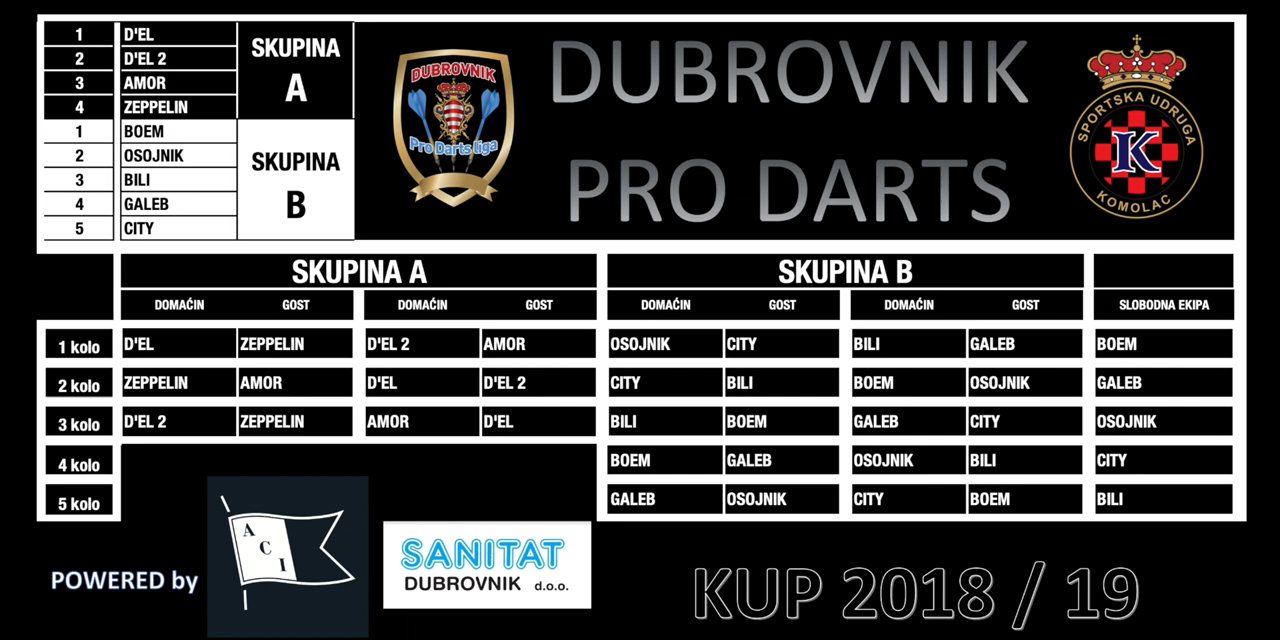 1 D'EL
2 D'EL 2
3 AMOR
4 ZEPPELIN
SKUPINA
A
1 BOEM
2 OSOJNIK
3 BILI
4 GALEB
5 CITY
SKUPINA
B
DUBROVNIK
Pro Darts liga
DUBROVNIK
PRO DARTS
SPORTSKA UDRUGA
K
KOMOLAC
SKUPINA A SKUPINA B
DOMAĆIN GOST DOMAĆIN GOST DOMAĆIN GOST DOMAĆIN GOST SLOBODNA EKIPA
1 kolo D'EL ZEPPELIN D'EL 2 AMOR OSOJNIK CITY BILI GALEB BOEM
2 kolo ZEPPELIN AMOR D'EL D'EL 2 CITY BILI BOEM OSOJNIK GALEB
3 kolo D'EL 2 ZEPPELIN AMOR D'EL BILI BOEM GALEB CITY OSOJNIK
4 kolo BOEM GALEB OSOJNIK BILI CITY
5 kolo GALEB OSOJNIK CITY BOEM BILI
POWERED by
ACI
SANITAT
DUBROVNIK d.o.o.
KUP 2018 / 19